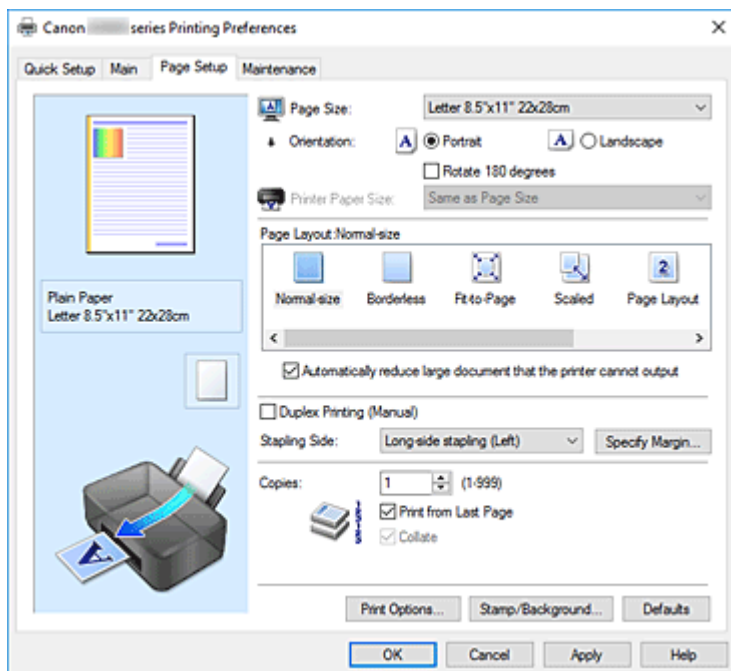 Canon series Printing Preferences
Quick Setup Main Page Setup Maintenance
Page Size: Letter 8.5"x11" 22x28cm
Orientation: A Portrait A Landscape
Rotate 180 degrees
Printer Paper Size: Same as Page Size
Page Layout:Normal-size
2
Normal-size Borderless Fit-to-Page Scaled Page Layout
Plain Paper
Letter 8.5"x11" 22x28cm
Automatically reduce large document that the printer cannot output
Duplex Printing (Manual)
Stapling Side: Long-side stapling (Left) Specify Margin...
Copies: 1 (1-999)
Print from Last Page
Collate
A
Print Options... Stamp/Background... Defaults
OK Cancel Apply Help